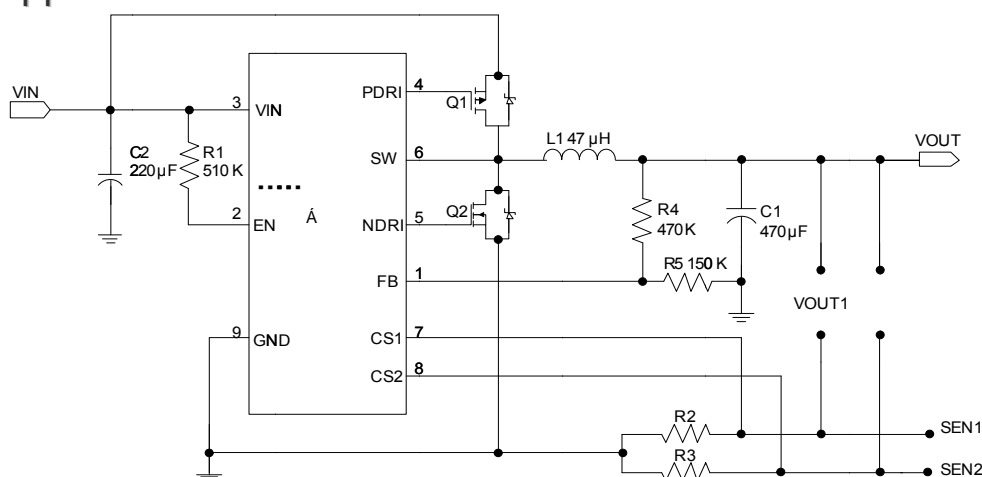 VIN
C2
220μF
R1
510 K
3
VIN
2
EN
Á
9
GND
PDRI
4
Q1
SW
6
L1 47 μH
VOUT
NDRI
5
Q2
R4
470K
C1
470μF
FB
1
R5 150 K
VOUT1
CS1
7
CS2
8
R2
SEN1
R3
SEN2